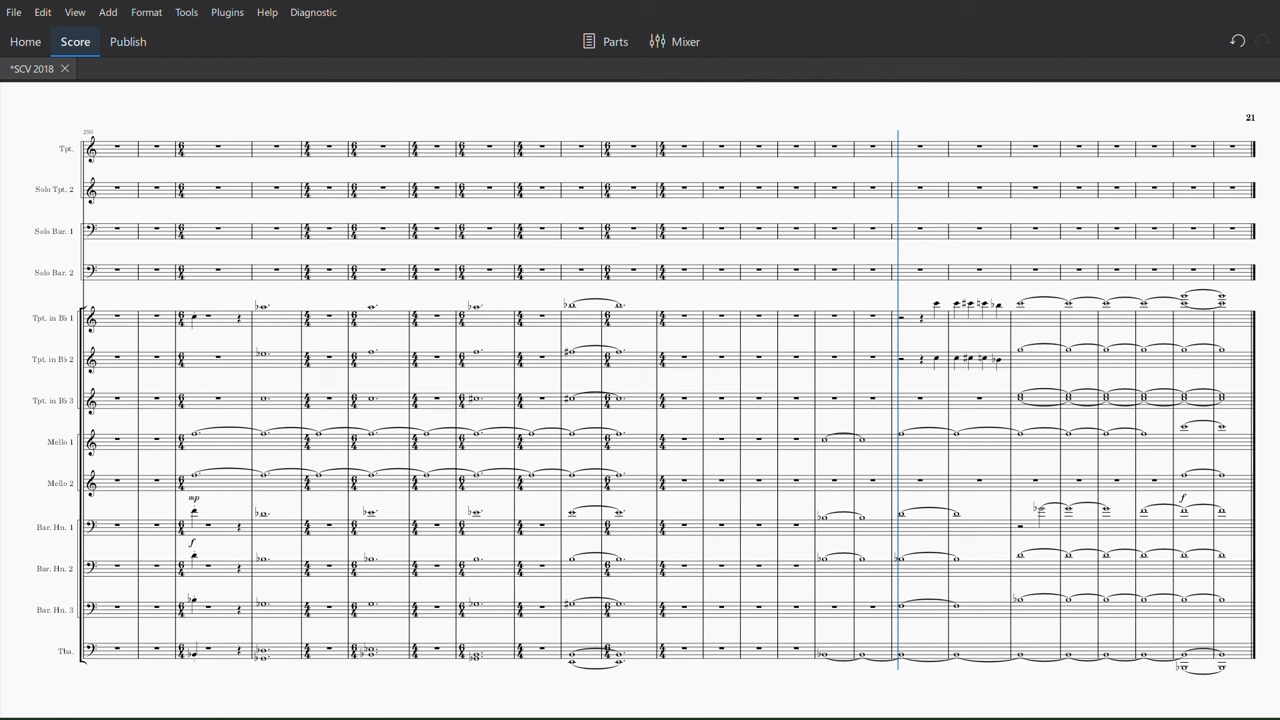 File Edit View Add Format Tools Plugins Help Diagnostic
Home Score Publish Parts Mixer
*SCV 2018
21
Tpt.
Solo Tpt. 2
Solo Bar. 1
Solo Bar. 2
Tpt. in B♭ 1
Tpt. in B♭ 2
Tpt. in B♭ 3
Mello 1
Mello 2
mp
f
Bar. Hn. 1
f
Bar. Hn. 2
Bar. Hn. 3
Tba.